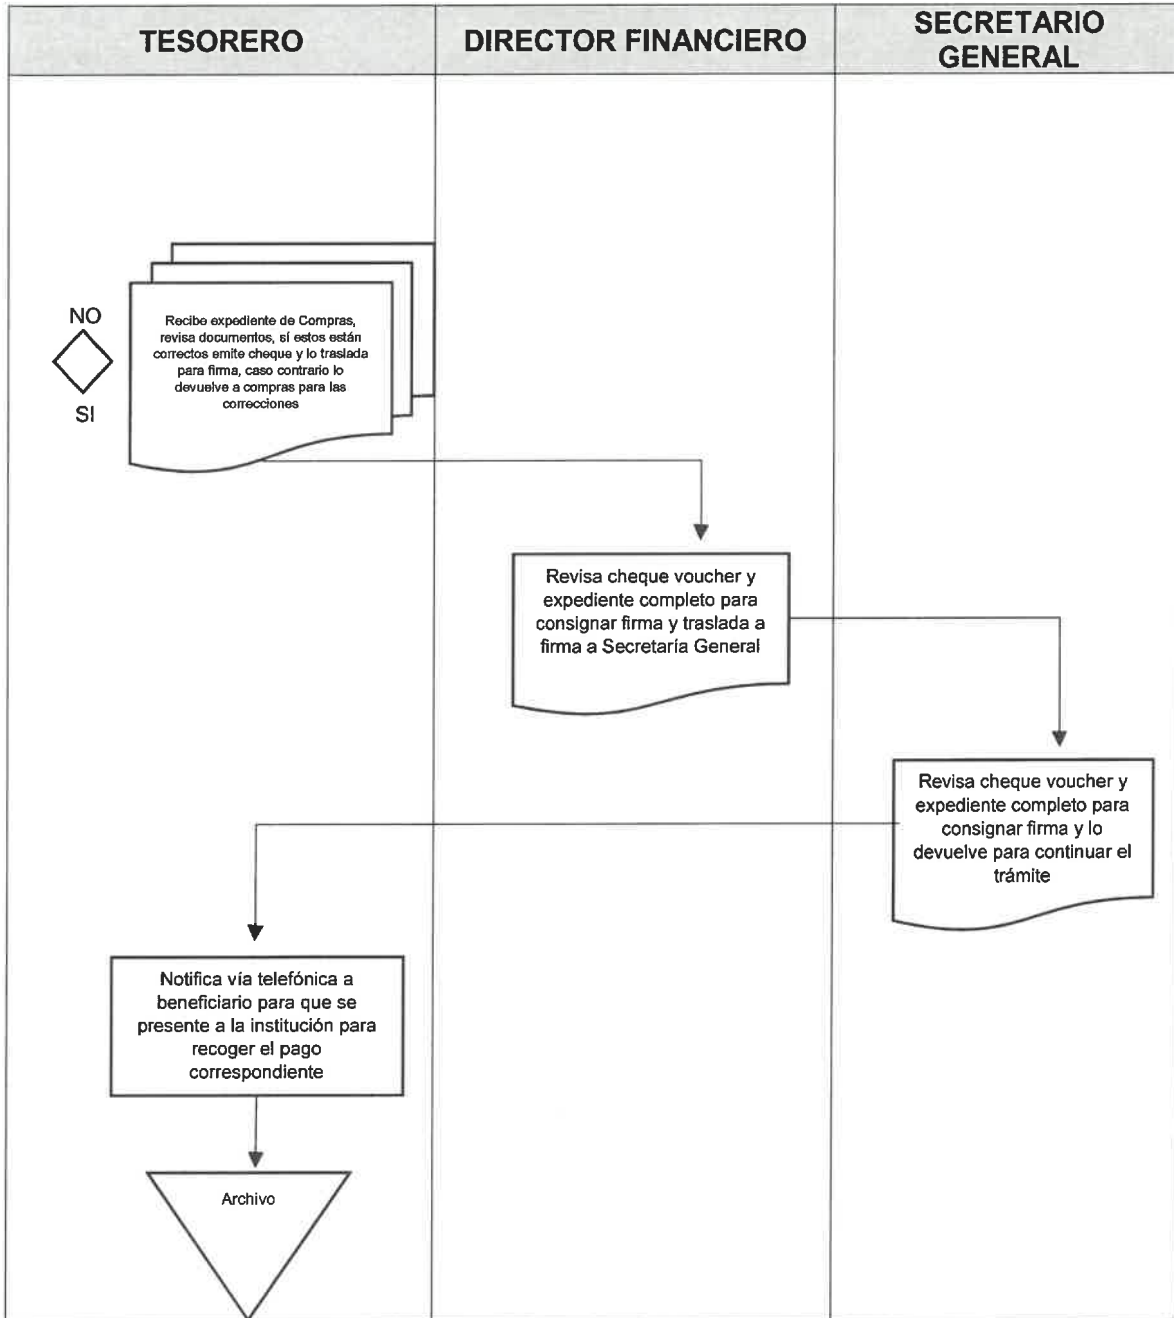 TESORERO
DIRECTOR FINANCIERO
SECRETARIO
GENERAL
NO
SI
Recibe expediente de Compras,
revisa documentos, sí estos están
correctos emite cheque y lo traslada
para firma, caso contrario lo
devuelve a compras para las
correcciones
Revisa cheque voucher y
expediente completo para
consignar firma y traslada a
firma a Secretaría General
Revisa cheque voucher y
expediente completo para
consignar firma y lo
devuelve para continuar el
trámite
Notifica vía telefónica a
beneficiario para que se
presente a la institución para
recoger el pago
correspondiente
Archivo